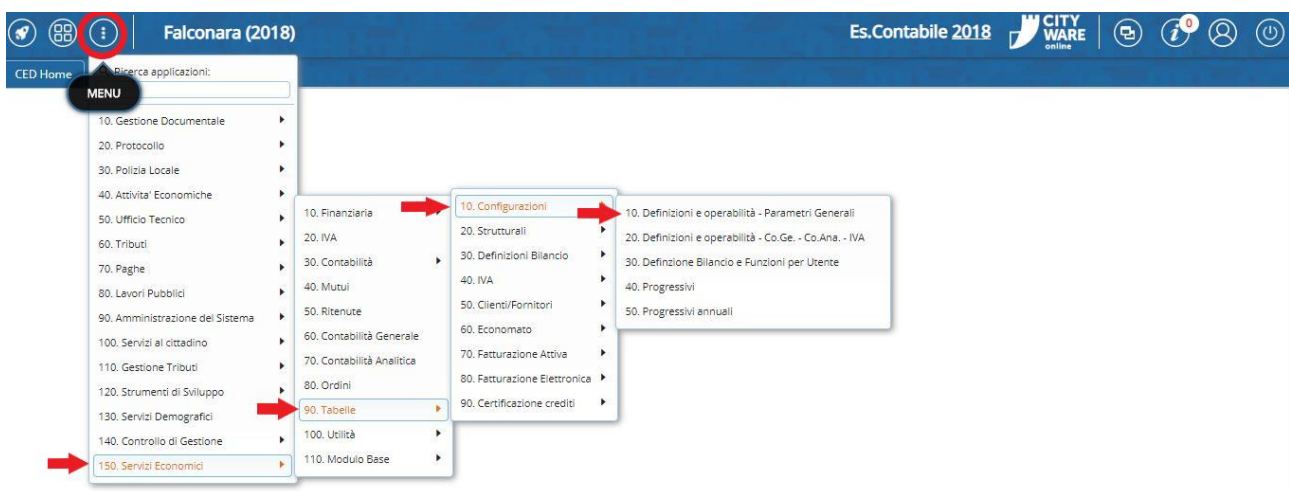 Falconara (2018)
Es.Contabile 2018
CITY
WARE
online
0
CED Home
Ricerca applicazioni:
MENU
10. Gestione Documentale
20. Protocollo
30. Polizia Locale
40. Attivita' Economiche
50. Ufficio Tecnico
60. Tributi
70. Paghe
80. Lavori Pubblici
90. Amministrazione del Sistema
100. Servizi al cittadino
110. Gestione Tributi
120. Strumenti di Sviluppo
130. Servizi Demografici
140. Controllo di Gestione
150. Servizi Economici
10. Finanziaria
20. IVA
30. Contabilità
40. Mutui
50. Ritenute
60. Contabilità Generale
70. Contabilità Analitica
80. Ordini
90. Tabelle
100. Utilità
110. Modulo Base
10. Configurazioni
20. Strutturali
30. Definizioni Bilancio
40. IVA
50. Clienti/Fornitori
60. Economato
70. Fatturazione Attiva
80. Fatturazione Elettronica
90. Certificazione crediti
10. Definizioni e operabilità - Parametri Generali
20. Definizioni e operabilità - Co.Ge. - Co.Ana. - IVA
30. Definzione Bilancio e Funzioni per Utente
40. Progressivi
50. Progressivi annuali